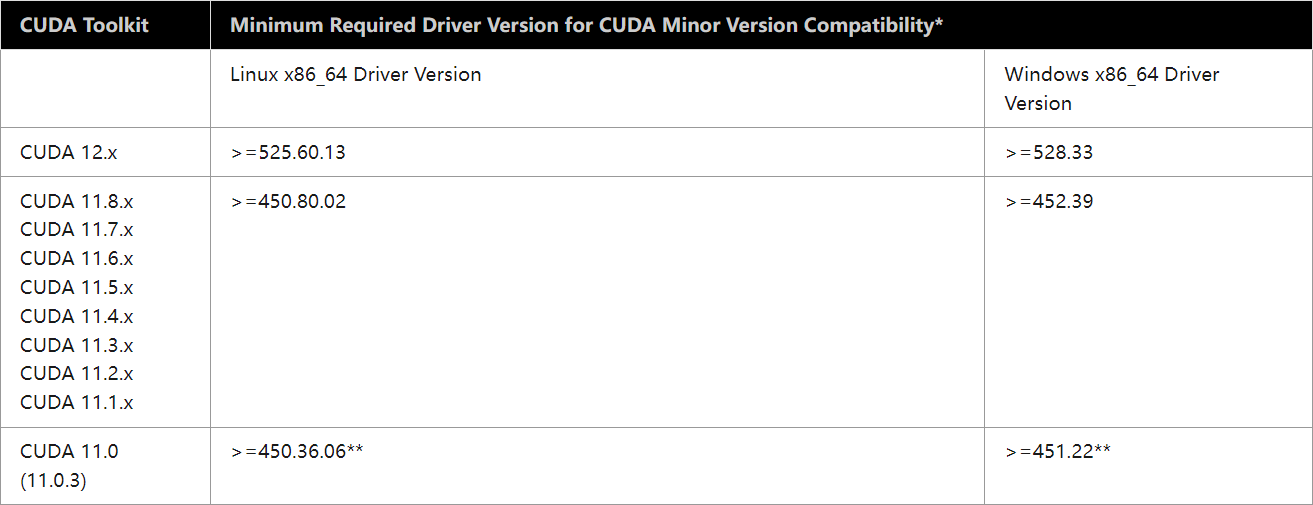 CUDA Toolkit
Minimum Required Driver Version for CUDA Minor Version Compatibility*
Linux x86_64 Driver Version
Windows x86_64 Driver
Version
CUDA 12.x
>=525.60.13
>=528.33
CUDA 11.8.x
CUDA 11.7.x
CUDA 11.6.x
CUDA 11.5.x
CUDA 11.4.x
CUDA 11.3.x
CUDA 11.2.x
CUDA 11.1.x
>=450.80.02
>=452.39
CUDA 11.0
(11.0.3)
>=450.36.06**
>=451.22**